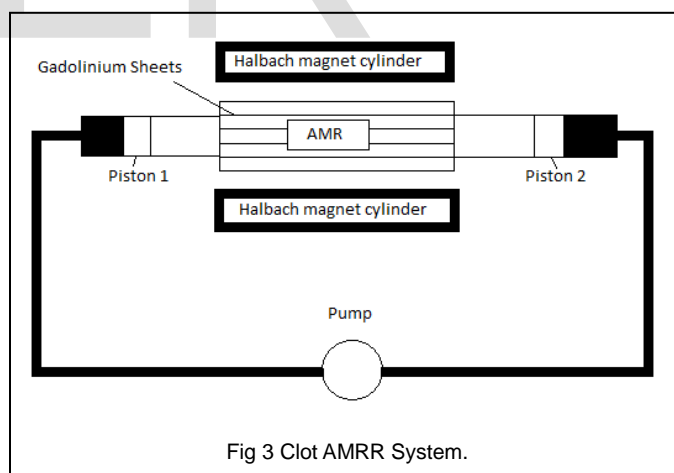 Halbach magnet cylinder
Gadolinium Sheets
AMR
Piston 1
Piston 2
Halbach magnet cylinder
Pump
Fig 3 Clot AMRR System.